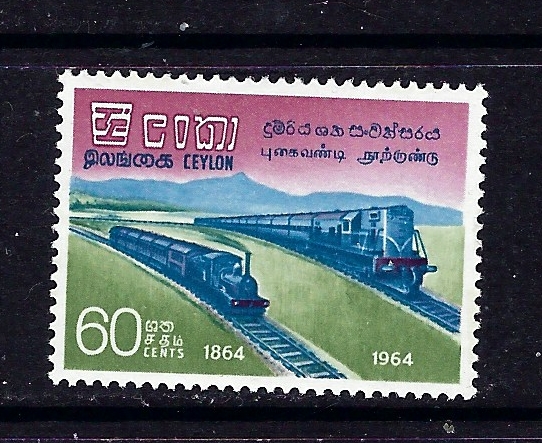 ශ්‍රී ලංකා
இலங்கை CEYLON
දුම්රිය ශත සංවත්සරය
புகைவண்டி நூற்றுண்டு
60 ශත
சதம்
CENTS
1864
1964